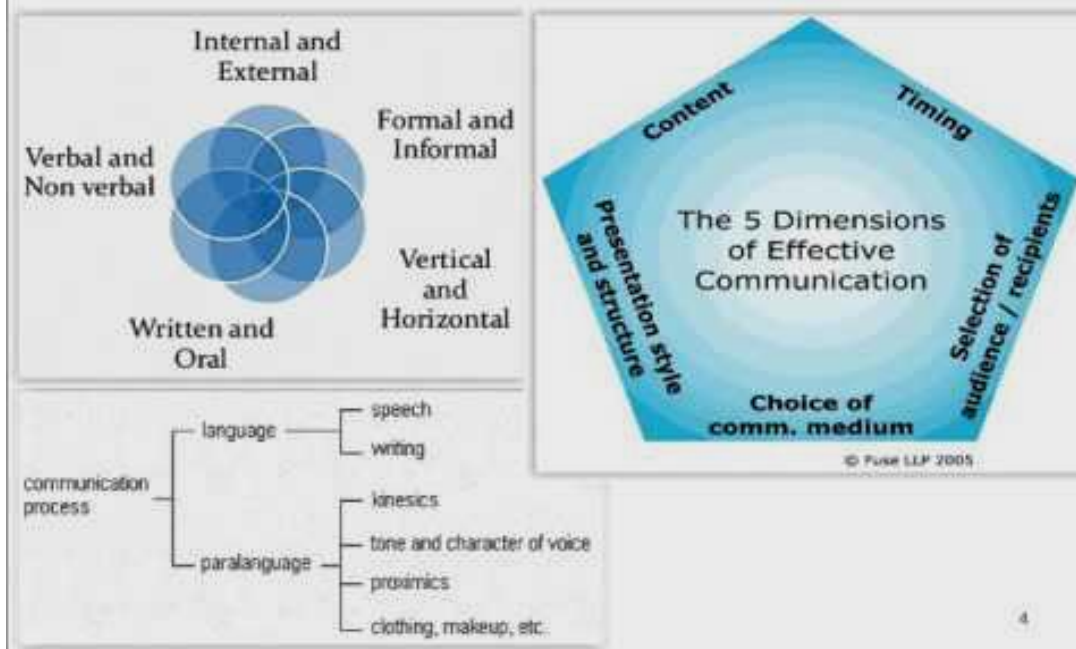 Internal and
External
Formal and
Informal
Verbal and
Non verbal
Vertical
and
Horizontal
Written and
Oral
Content
Timing
The 5 Dimensions
of Effective
Communication
Presentation style
and structure
Selection of
audience / recipients
Choice of
comm. medium
© Fuse LLP 2005
communication
process
language
speech
writing
paralanguage
kinesics
tone and character of voice
proximics
clothing, makeup, etc.
4